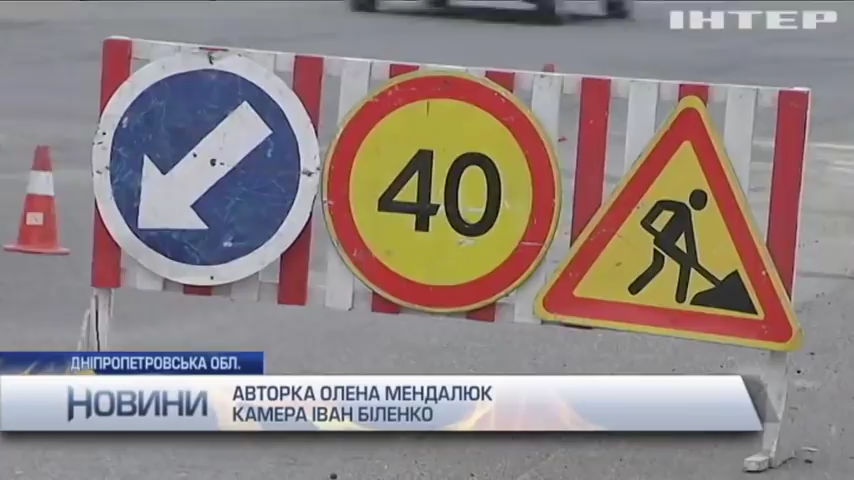 ІНТЕР
40
ДНІПРОПЕТРОВСЬКА ОБЛ.
НОВИНИ
АВТОРКА ОЛЕНА МЕНДАЛЮК
КАМЕРА ІВАН БІЛЕНКО